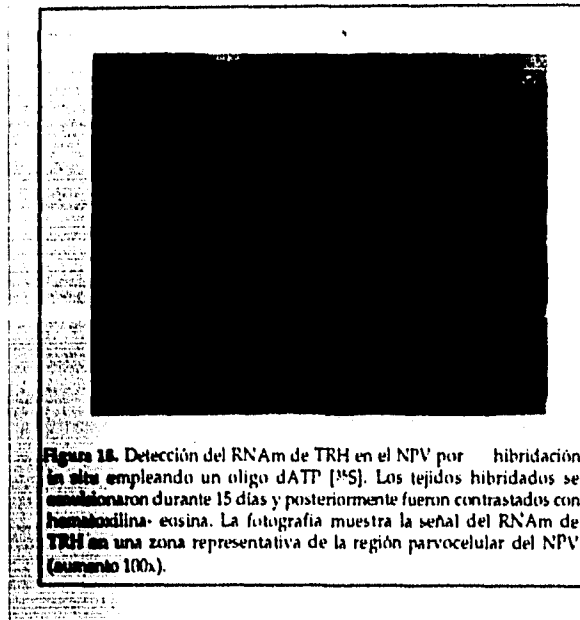 Figura 18. Detección del RNAm de TRH en el NPV por hibridación
in situ empleando un oligo dATP [³⁵S]. Los tejidos hibridados se
emulsionaron durante 15 días y posteriormente fueron contrastados con
hematoxilina- eosina. La fotografía muestra la señal del RNAm de
TRH en una zona representativa de la región parvocelular del NPV
(aumento 100x).